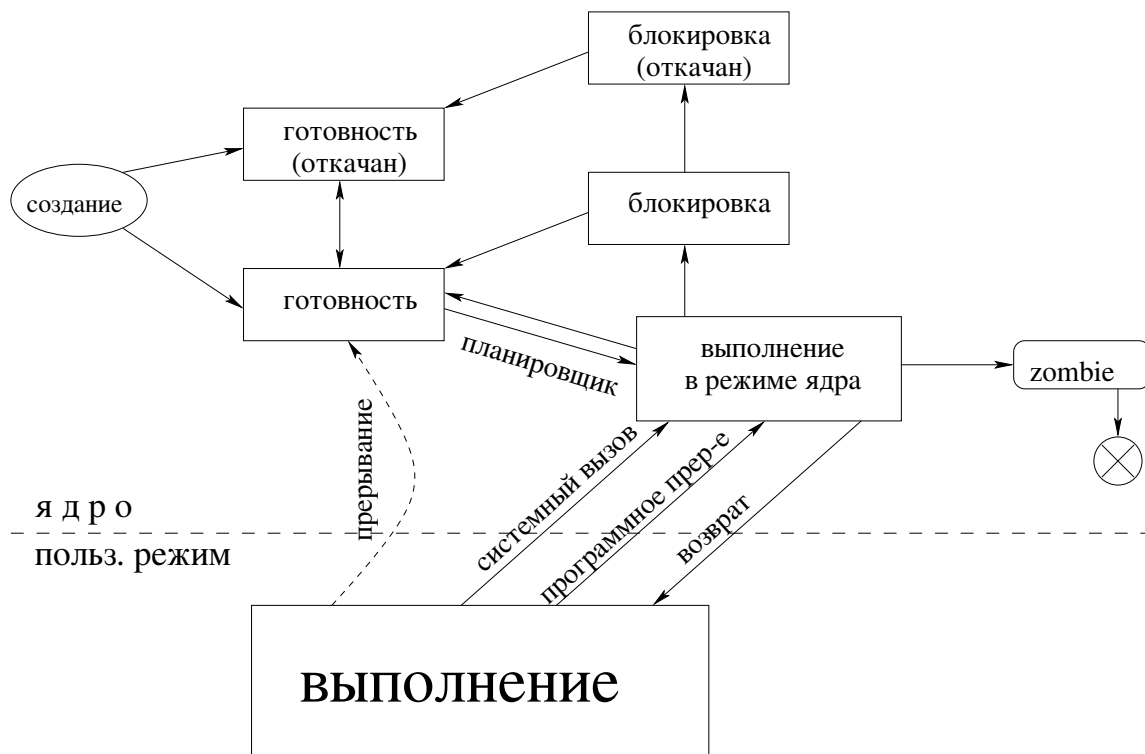 блокировка
(откачан)
готовность
(откачан)
создание
блокировка
готовность
планировщик
выполнение
в режиме ядра
zombie
прерывание
системный вызов
программное прер-е
возврат
я д р о
польз. режим
выполнение